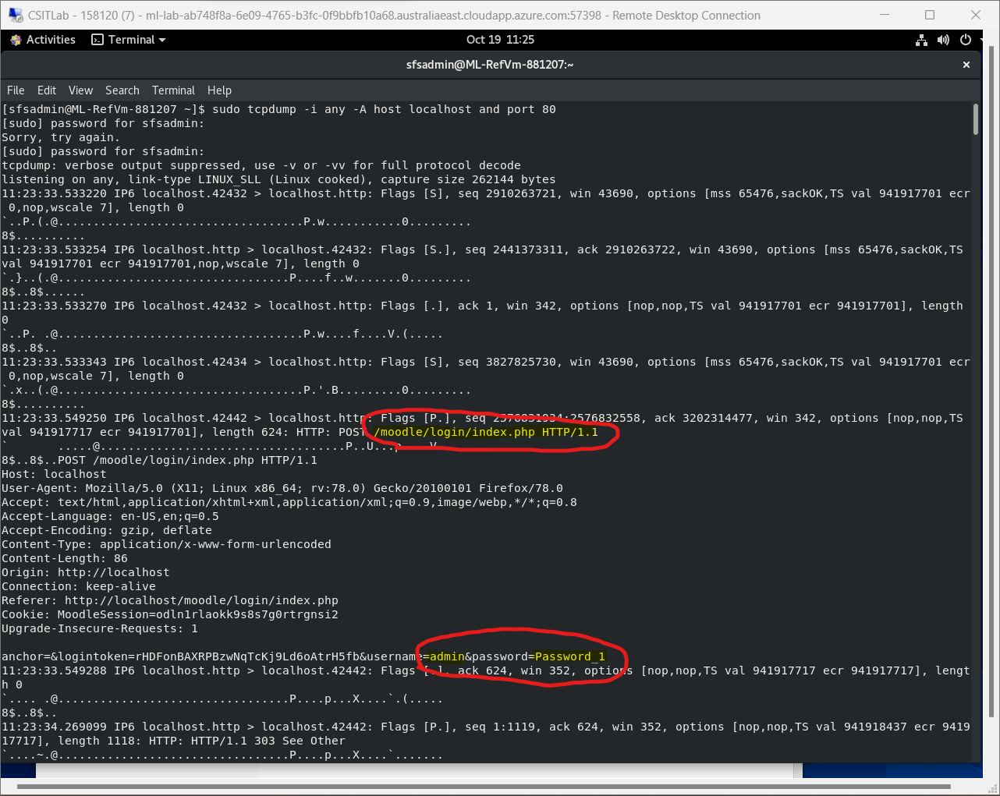 CSITLab - 158120 (7) - ml-lab-ab748f8a-6e09-4765-b3fc-0f9bbfb10a68.australiaeast.cloudapp.azure.com:57398 - Remote Desktop Connection
Activities Terminal Oct 19 11:25
sfsadmin@ML-RefVm-881207:~
File Edit View Search Terminal Help
[sfsadmin@ML-RefVm-881207 ~]$ sudo tcpdump -i any -A host localhost and port 80
[sudo] password for sfsadmin:
Sorry, try again.
[sudo] password for sfsadmin:
tcpdump: verbose output suppressed, use -v or -vv for full protocol decode
listening on any, link-type LINUX_SLL (Linux cooked), capture size 262144 bytes
11:23:33.533220 IP6 localhost.42432 > localhost.http: Flags [S], seq 2910263721, win 43690, options [mss 65476,sackOK,TS val 941917701 ecr
 0,nop,wscale 7], length 0
`..P.(.@...................................P.w...........0.........
8$..........
11:23:33.533254 IP6 localhost.http > localhost.42432: Flags [S.], seq 2441373311, ack 2910263722, win 43690, options [mss 65476,sackOK,TS
val 941917701 ecr 941917701,nop,wscale 7], length 0
`.}..(.@.................................P....f..w.......0.........
8$..8$......
11:23:33.533270 IP6 localhost.42432 > localhost.http: Flags [.], ack 1, win 342, options [nop,nop,TS val 941917701 ecr 941917701], length
0
`..P. .@...................................P.w....f....V.(.....
8$..8$..
11:23:33.533343 IP6 localhost.42434 > localhost.http: Flags [S], seq 3827825730, win 43690, options [mss 65476,sackOK,TS val 941917701 ecr
 0,nop,wscale 7], length 0
`.x..(.@...................................P.'.B.........0.........
8$..........
11:23:33.549250 IP6 localhost.42442 > localhost.http: Flags [P.], seq 2576831934:2576832558, ack 3202314477, win 342, options [nop,nop,TS
val 941917717 ecr 941917701], length 624: HTTP: POST /moodle/login/index.php HTTP/1.1
`       .....@...................................P..U...p....V
8$..8$..POST /moodle/login/index.php HTTP/1.1
Host: localhost
User-Agent: Mozilla/5.0 (X11; Linux x86_64; rv:78.0) Gecko/20100101 Firefox/78.0
Accept: text/html,application/xhtml+xml,application/xml;q=0.9,image/webp,*/*;q=0.8
Accept-Language: en-US,en;q=0.5
Accept-Encoding: gzip, deflate
Content-Type: application/x-www-form-urlencoded
Content-Length: 86
Origin: http://localhost
Connection: keep-alive
Referer: http://localhost/moodle/login/index.php
Cookie: MoodleSession=odln1rlaokk9s8s7g0rtrgnsi2
Upgrade-Insecure-Requests: 1
anchor=&logintoken=rHDFonBAXRPBzwNqTcKj9Ld6oAtrH5fb&username=admin&password=Password_1
11:23:33.549288 IP6 localhost.http > localhost.42442: Flags [.], ack 624, win 352, options [nop,nop,TS val 941917717 ecr 941917717], lengt
h 0
`.... .@.................................P....p...X....`.(.....
8$..8$..
11:23:34.269099 IP6 localhost.http > localhost.42442: Flags [P.], seq 1:1119, ack 624, win 352, options [nop,nop,TS val 941918437 ecr 9419
17717], length 1118: HTTP: HTTP/1.1 303 See Other
`....~.@.................................P....p...X....`.......